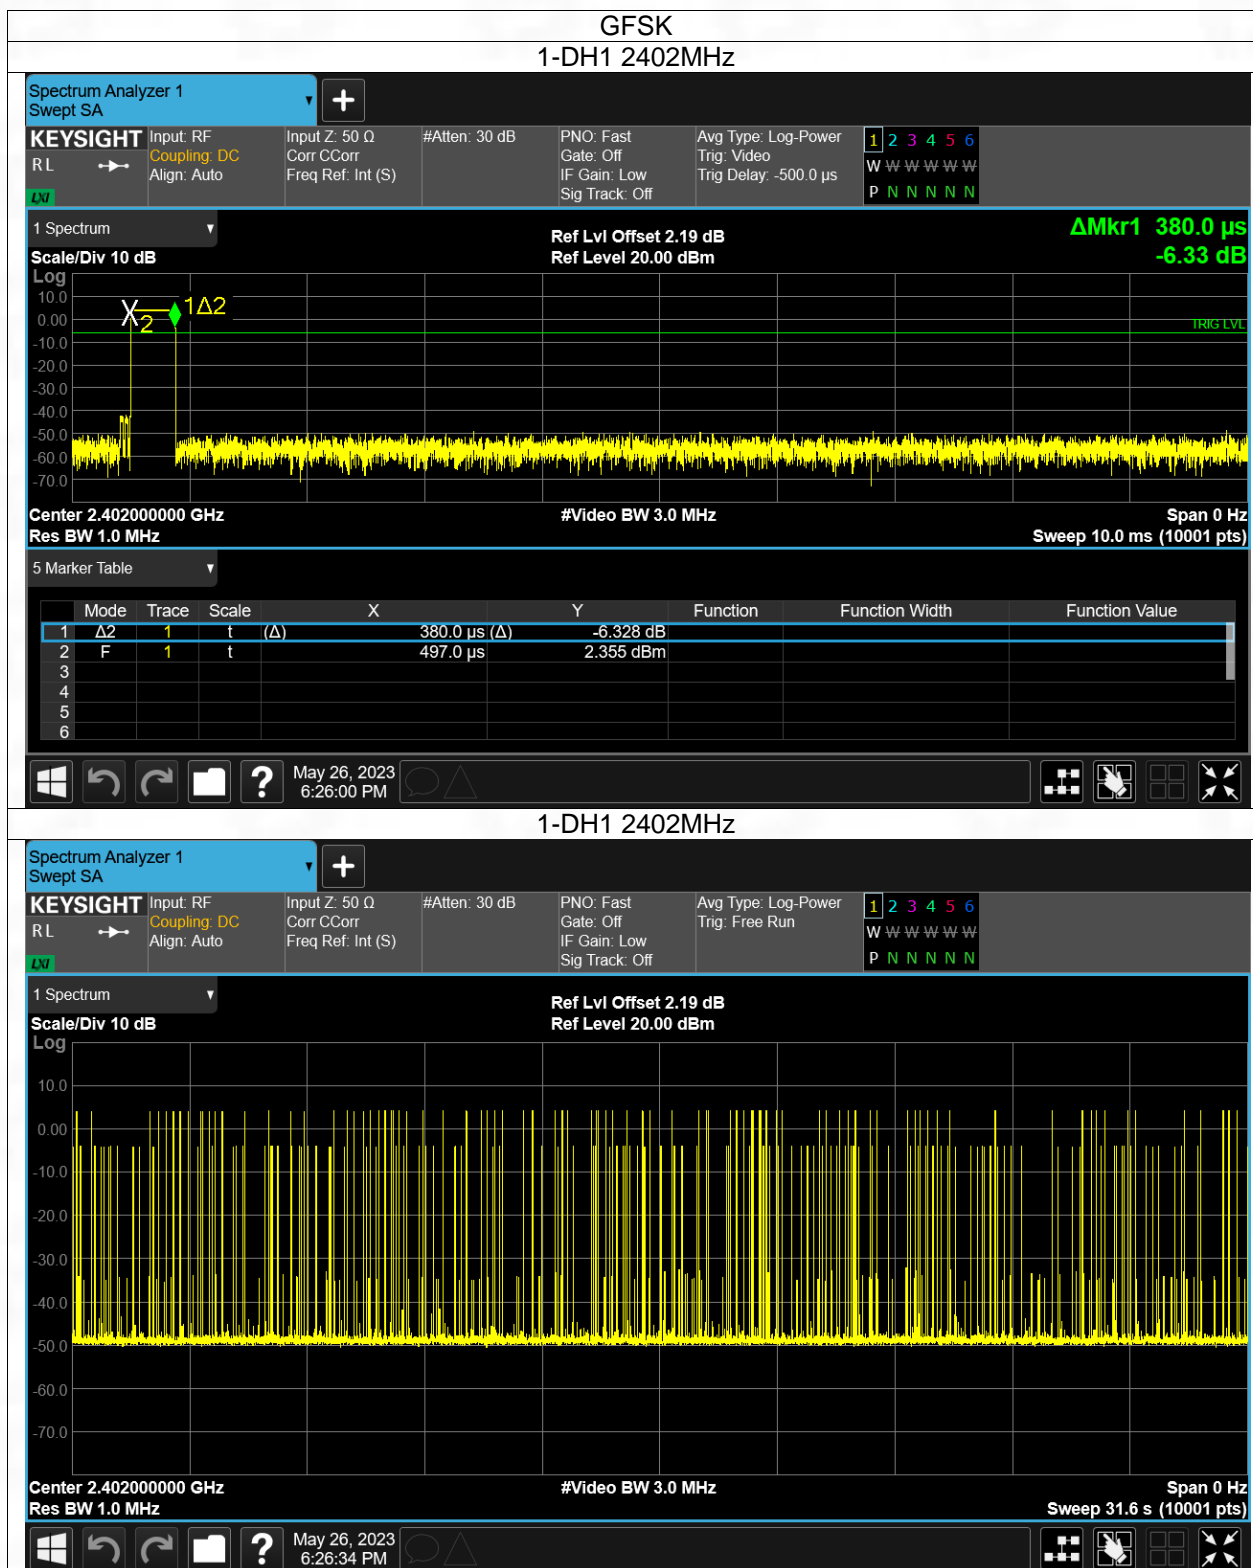 GFSK
1-DH1 2402MHz
Spectrum Analyzer 1
Swept SA
KEYSIGHT Input: RF Input Z: 50 Ω #Atten: 30 dB PNO: Fast Avg Type: Log-Power 1 2 3 4 5 6
RL Coupling: DC Corr CCorr Gate: Off Trig: Video W W W W W W
Align: Auto Freq Ref: Int (S) IF Gain: Low Trig Delay: -500.0 µs P N N N N N
LXI Sig Track: Off
1 Spectrum
Ref Lvl Offset 2.19 dB ΔMkr1 380.0 µs
Scale/Div 10 dB Ref Level 20.00 dBm -6.33 dB
Log
10.0
2 1Δ2
0.00 TRIG LVL
-10.0
-20.0
-30.0
-40.0
-50.0
-60.0
-70.0
Center 2.402000000 GHz #Video BW 3.0 MHz Span 0 Hz
Res BW 1.0 MHz Sweep 10.0 ms (10001 pts)
5 Marker Table
Mode Trace Scale X Y Function Function Width Function Value
1 Δ2 1 t (Δ) 380.0 µs (Δ) -6.328 dB
2 F 1 t 497.0 µs 2.355 dBm
3
4
5
6
? May 26, 2023
6:26:00 PM
1-DH1 2402MHz
Spectrum Analyzer 1
Swept SA
KEYSIGHT Input: RF Input Z: 50 Ω #Atten: 30 dB PNO: Fast Avg Type: Log-Power 1 2 3 4 5 6
RL Coupling: DC Corr CCorr Gate: Off Trig: Free Run W W W W W W
Align: Auto Freq Ref: Int (S) IF Gain: Low P N N N N N
LXI Sig Track: Off
1 Spectrum
Ref Lvl Offset 2.19 dB
Scale/Div 10 dB Ref Level 20.00 dBm
Log
10.0
0.00
-10.0
-20.0
-30.0
-40.0
-50.0
-60.0
-70.0
Center 2.402000000 GHz #Video BW 3.0 MHz Span 0 Hz
Res BW 1.0 MHz Sweep 31.6 s (10001 pts)
? May 26, 2023
6:26:34 PM